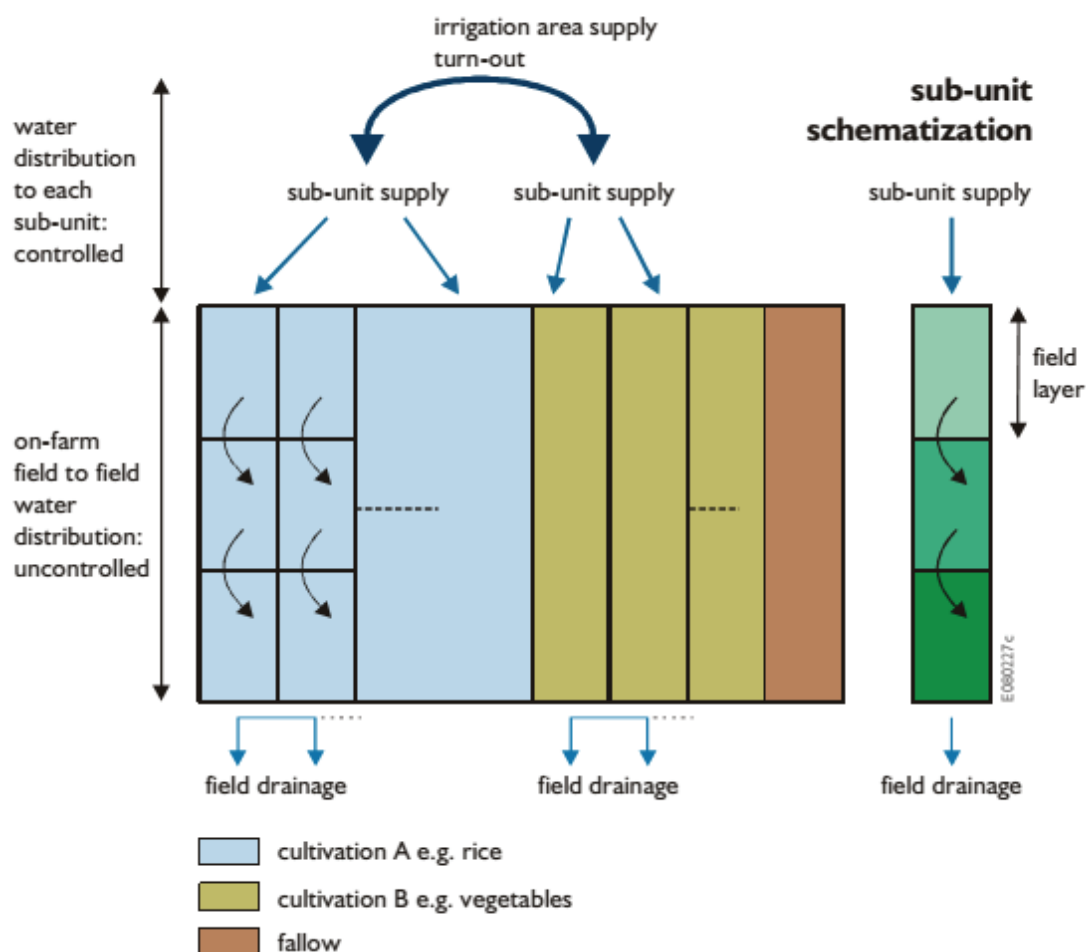 irrigation area supply
turn-out
sub-unit
schematization
water
distribution
to each
sub-unit:
controlled
sub-unit supply
sub-unit supply
sub-unit supply
field
layer
on-farm
field to field
water
distribution:
uncontrolled
E080227c
field drainage
field drainage
field drainage
cultivation A e.g. rice
cultivation B e.g. vegetables
fallow